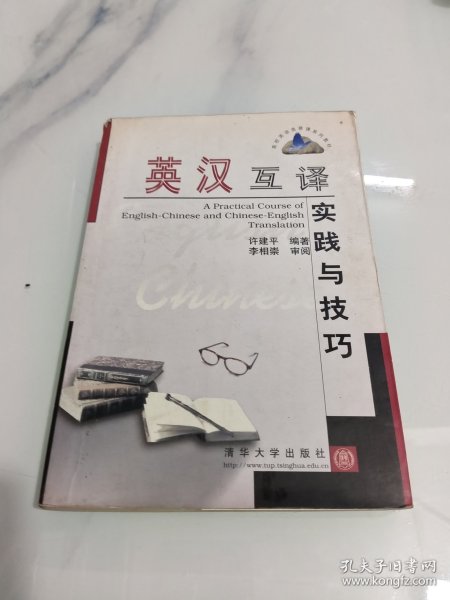 英汉互译
A Practical Course of
English-Chinese and Chinese-English
Translation
实践与技巧
许建平 编著
李相崇 审阅
Chinese
清华大学出版社
http://www.tup.tsinghua.edu.cn
孔夫子旧书网
www.kongfz.com